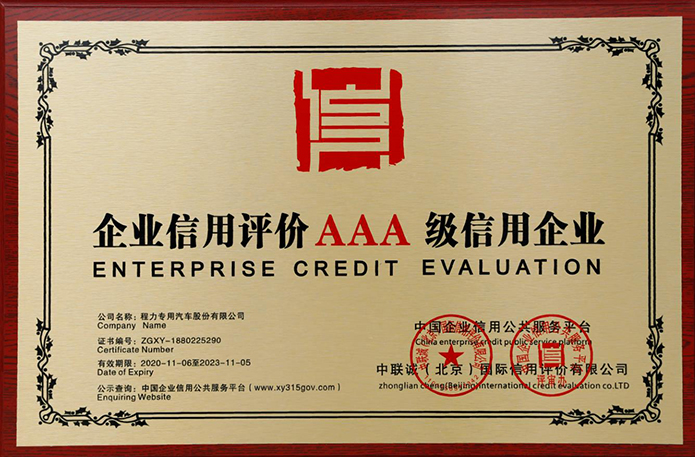 信
企业信用评价AAA级信用企业
ENTERPRISE CREDIT EVALUATION
公司名称：程力专用汽车股份有限公司
Company Name
证书编号：ZGXY-1880225290
Certificate Number
有效期限：2020-11-06至2023-11-05
Date of Expiry
公示查询：中国企业信用公共服务平台（www.xy315gov.com）
Enquiring Website
中国企业信用公共服务平台
China enterprise credit public service platform
中联诚（北京）国际信用评价有限公司
zhonglian cheng(Beijing)International credit evaluation co.LTD
评审办